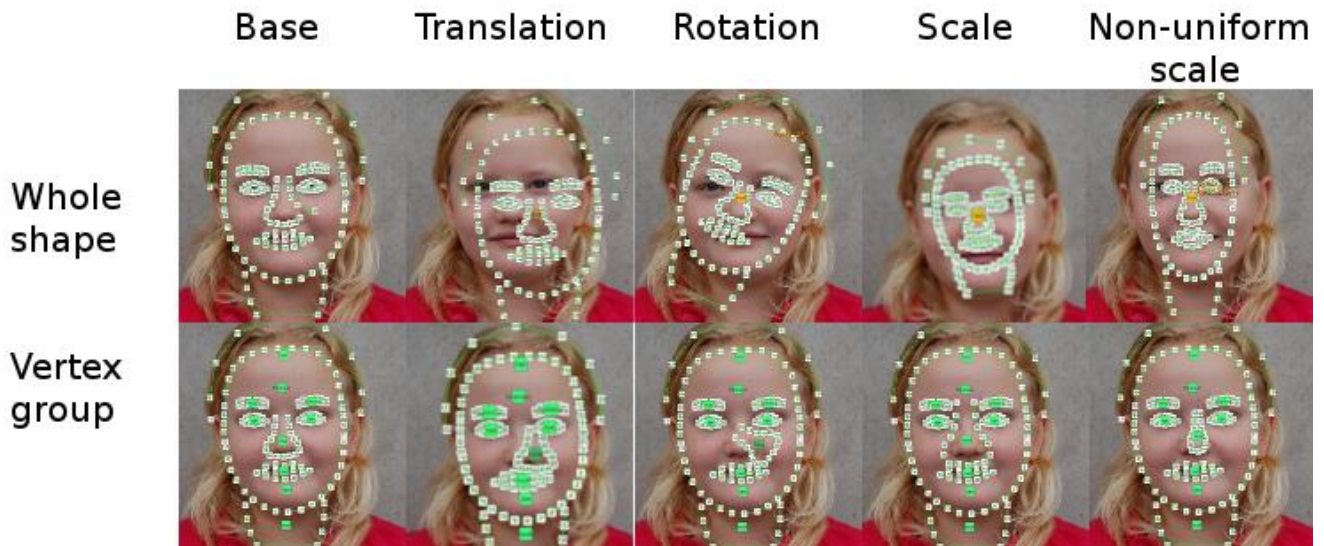 Base
Translation
Rotation
Scale
Non-uniform
scale
Whole
shape
Vertex
group